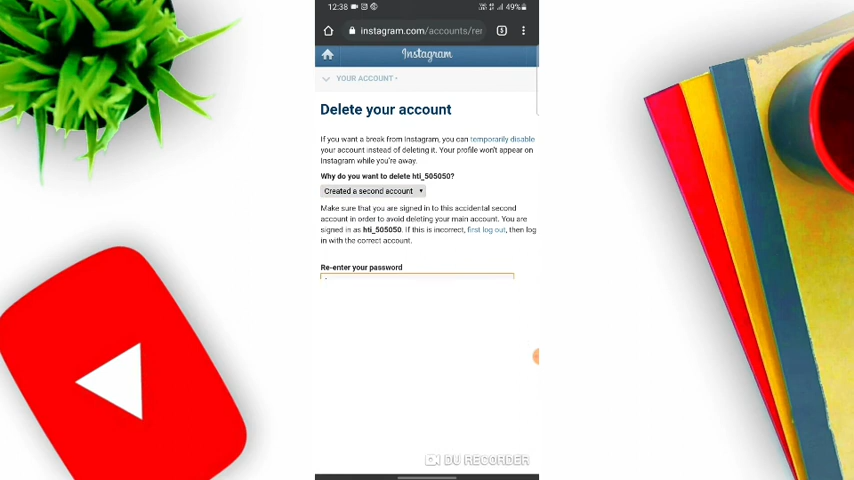 12:38
49%
instagram.com/accounts/rer
Instagram
YOUR ACCOUNT
Delete your account
If you want a break from Instagram, you can temporarily disable
your account instead of deleting it. Your profile won't appear on
Instagram while you're away.
Why do you want to delete hti_505050?
Created a second account
Make sure that you are signed in to this accidental second
account in order to avoid deleting your main account. You are
signed in as hti_505050. If this is incorrect, first log out, then log
in with the correct account.
Re-enter your password
DU RECORDER